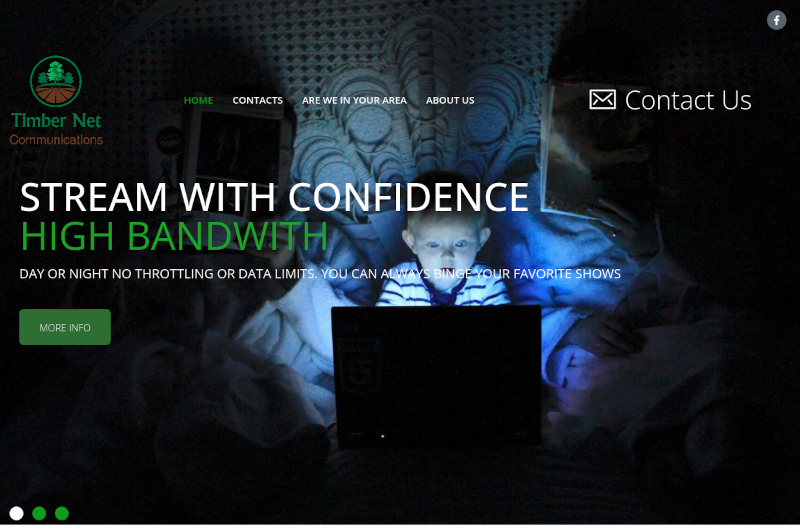 HOME
CONTACTS
ARE WE IN YOUR AREA
ABOUT US
Contact Us
Timber Net
Communications
STREAM WITH CONFIDENCE
HIGH BANDWITH
DAY OR NIGHT NO THROTTLING OR DATA LIMITS. YOU CAN ALWAYS BINGE YOUR FAVORITE SHOWS
MORE INFO